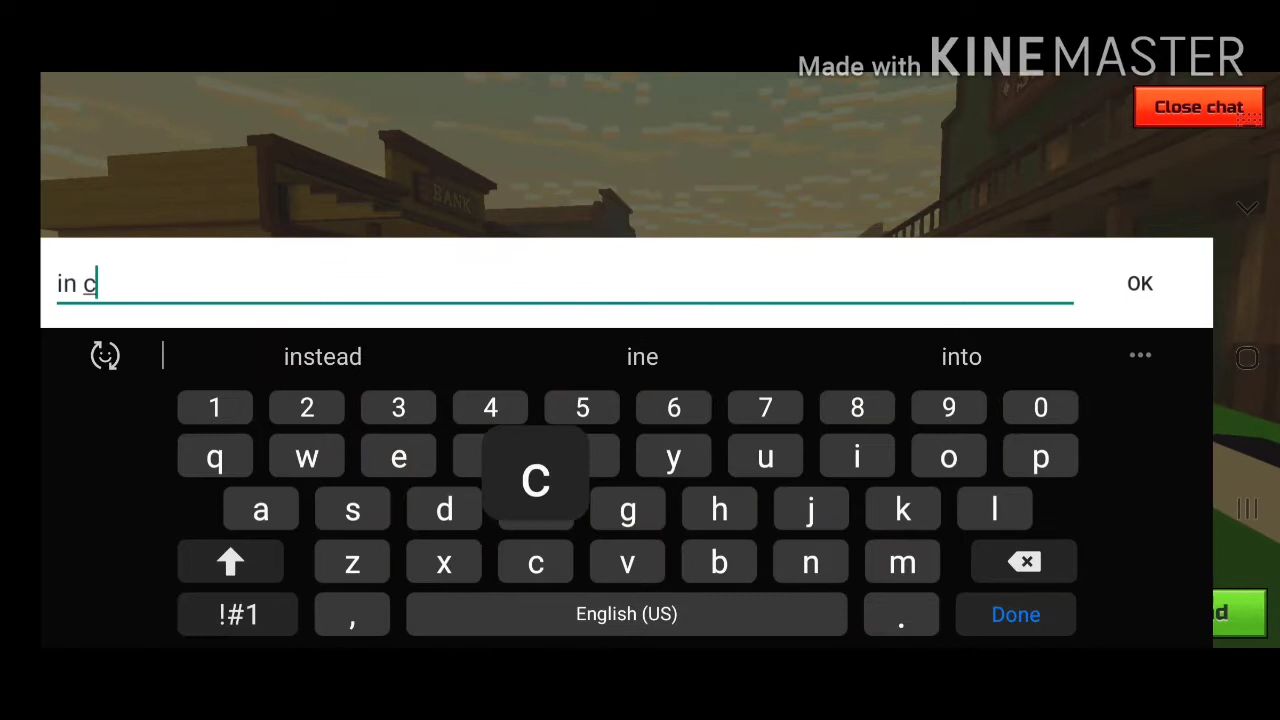 Made with KINEMASTER
Close chat
BANK
in c
OK
instead ine into
1 2 3 4 5 6 7 8 9 0
q w e y u i o p
c
a s d g h j k l
z x c v b n m
!#1 , English (US) . Done
d